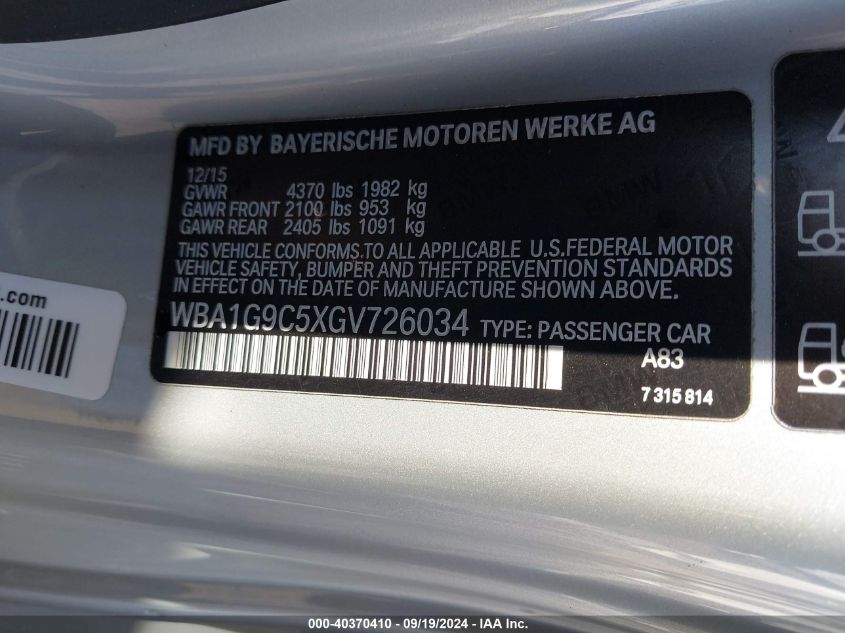 MFD BY BAYERISCHE MOTOREN WERKE AG
12/15
GVWR 4370 lbs 1982 kg
GAWR FRONT 2100 lbs 953 kg
GAWR REAR 2405 lbs 1091 kg
THIS VEHICLE CONFORMS TO ALL APPLICABLE U.S.FEDERAL MOTOR
VEHICLE SAFETY, BUMPER AND THEFT PREVENTION STANDARDS
IN EFFECT ON THE DATE OF MANUFACTURE SHOWN ABOVE.
WBA1G9C5XGV726034 TYPE: PASSENGER CAR
A83
7 315 814
.com
000-40370410 - 09/19/2024 - IAA Inc.